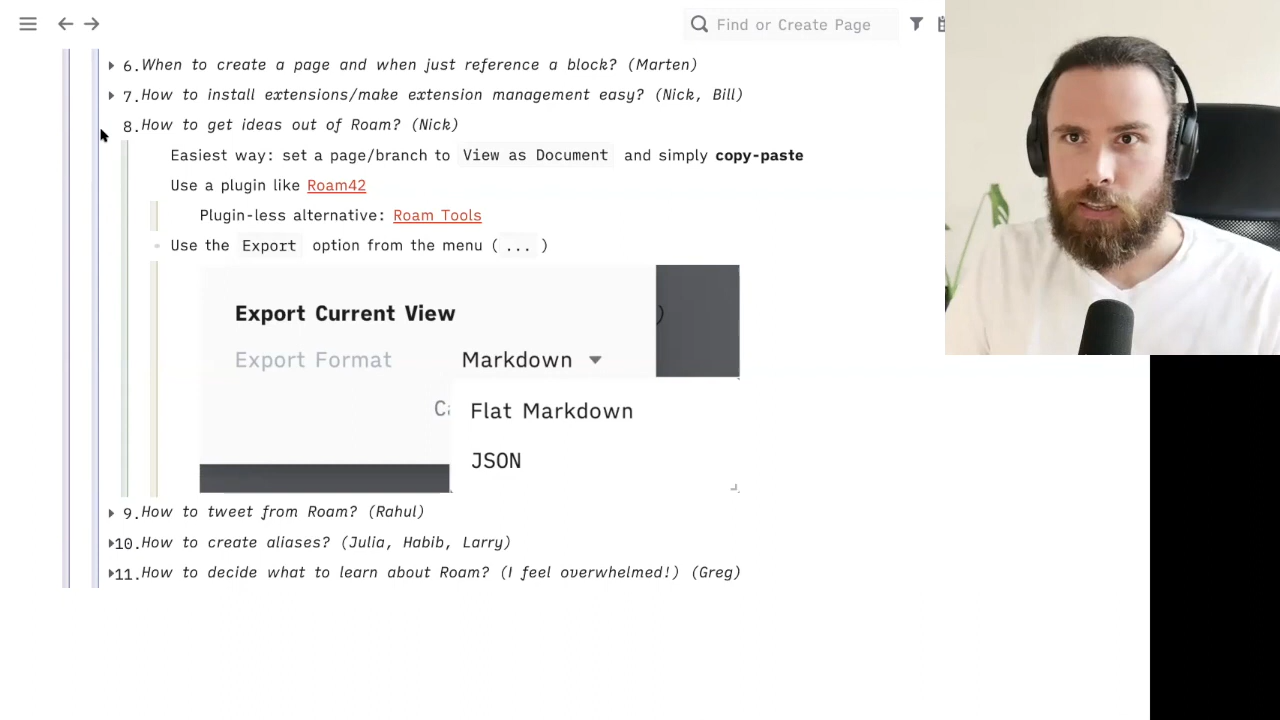 Find or Create Page
6. When to create a page and when just reference a block? (Marten)
7. How to install extensions/make extension management easy? (Nick, Bill)
8. How to get ideas out of Roam? (Nick)
Easiest way: set a page/branch to View as Document and simply copy-paste
Use a plugin like Roam42
Plugin-less alternative: Roam Tools
Use the Export option from the menu (...)
Export Current View
)
Export Format Markdown
Ca
Flat Markdown
JSON
9. How to tweet from Roam? (Rahul)
10. How to create aliases? (Julia, Habib, Larry)
11. How to decide what to learn about Roam? (I feel overwhelmed!) (Greg)